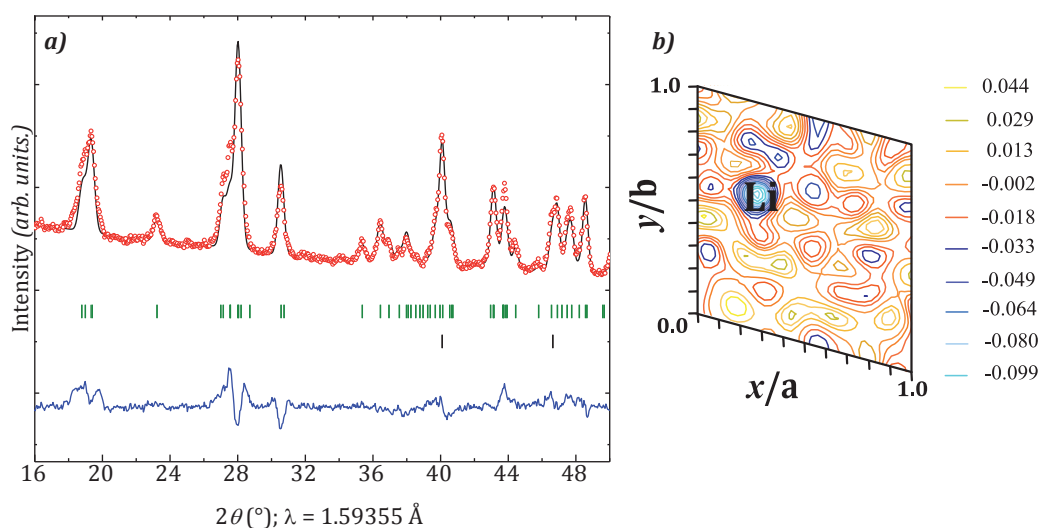 a)
Intensity (arb. units.)
16 20 24 28 32 36 40 44 48
2θ (°); λ = 1.59355 Å
b)
1.0
y/b
0.0
Li
x/a
1.0
0.044
0.029
0.013
-0.002
-0.018
-0.033
-0.049
-0.064
-0.080
-0.099